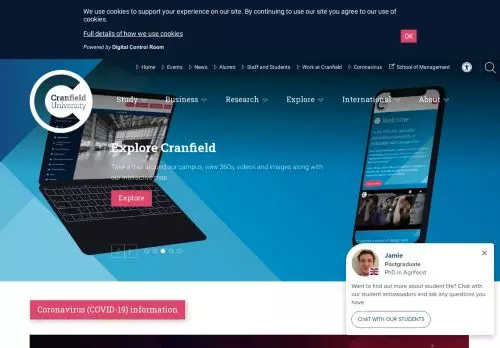 We use cookies to support your experience on our site. By continuing to use our site you agree to our use of
cookies.
Full details of how we use cookies
OK
Powered by Digital Control Room
Home
Events
News
Alumni
Staff and Students
Work at Cranfield
Coronavirus
School of Management
Cranfield
University
Study
Business
Research
Explore
International
About
Explore Cranfield
Take a tour around our campus, view 360s, videos and images along with
our interactive map.
Explore
Welcome
Jamie
Postgraduate
PhD in Agrifood
Want to find out more about student life? Chat with
our student ambassadors and ask any questions you
have
CHAT WITH OUR STUDENTS
Coronavirus (COVID-19) information